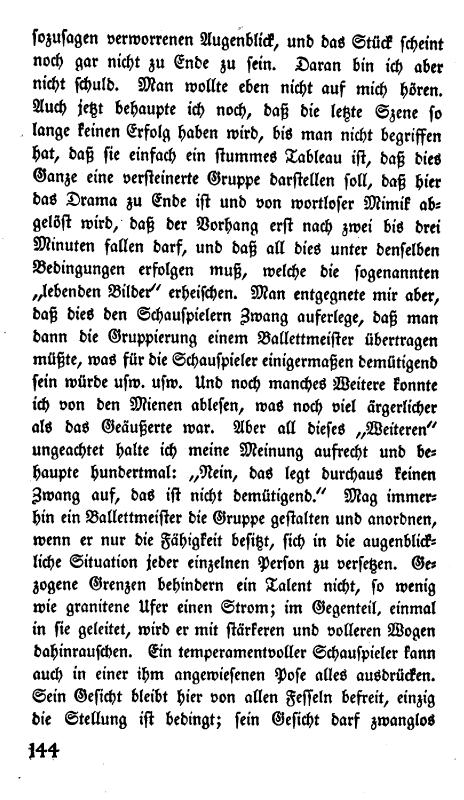 sozusagen verworrenen Augenblick, und das Stück scheint
noch gar nicht zu Ende zu sein. Daran bin ich aber
nicht schuld. Man wollte eben nicht auf mich hören.
Auch jetzt behaupte ich noch, daß die letzte Szene so
lange keinen Erfolg haben wird, bis man nicht begriffen
hat, daß sie einfach ein stummes Tableau ist, daß dies
Ganze eine versteinerte Gruppe darstellen soll, daß hier
das Drama zu Ende ist und von wortloser Mimik ab-
gelöst wird, daß der Vorhang erst nach zwei bis drei
Minuten fallen darf, und daß all dies unter denselben
Bedingungen erfolgen muß, welche die sogenannten
„lebenden Bilder“ erheischen. Man entgegnete mir aber,
daß dies den Schauspielern Zwang auferlege, daß man
dann die Gruppierung einem Ballettmeister übertragen
müßte, was für die Schauspieler einigermaßen demütigend
sein würde usw. usw. Und noch manches Weitere konnte
ich von den Mienen ablesen, was noch viel ärgerlicher
als das Geäußerte war. Aber all dieses „Weiteren“
ungeachtet halte ich meine Meinung aufrecht und be-
haupte hundertmal: „Nein, das legt durchaus keinen
Zwang auf, das ist nicht demütigend.“ Mag immer-
hin ein Ballettmeister die Gruppe gestalten und anordnen,
wenn er nur die Fähigkeit besitzt, sich in die augenblick-
liche Situation jeder einzelnen Person zu versetzen. Ge-
zogene Grenzen behindern ein Talent nicht, so wenig
wie granitene Ufer einen Strom; im Gegenteil, einmal
in sie geleitet, wird er mit stärkeren und volleren Wogen
dahinrauschen. Ein temperamentvoller Schauspieler kann
auch in einer ihm angewiesenen Pose alles ausdrücken.
Sein Gesicht bleibt hier von allen Fesseln befreit, einzig
die Stellung ist bedingt; sein Gesicht darf zwanglos
144